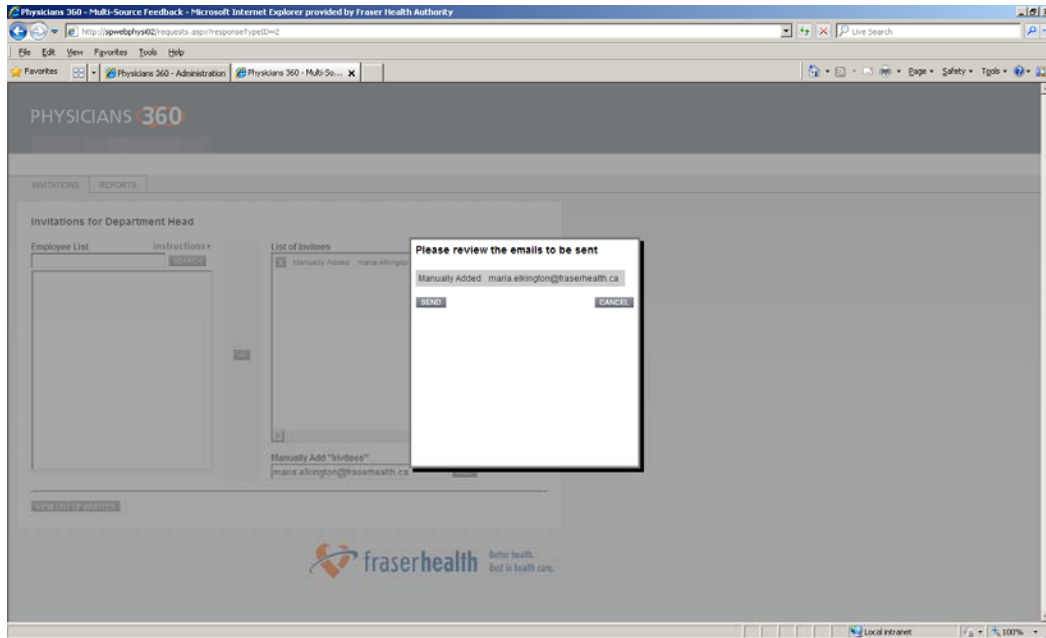 Physicians 360 - Multi-Source Feedback - Microsoft Internet Explorer provided by Fraser Health Authority
http://spwebphysi02/requests.aspx?responseTypeID=2
Live Search
File Edit View Favorites Tools Help
Favorites Physicians 360 - Administration Physicians 360 - Multi-So... X
Page Safety Tools
PHYSICIANS 360
INVITATIONS REPORTS
Invitations for Department Head
Employee List instructions List of Invitees
SEARCH X Manually Added maria.elkington
Please review the emails to be sent
Manually Added maria.elkington@fraserhealth.ca
SEND CANCEL
Manually Add "Invitees"
maria.elkington@fraserhealth.ca
VIEW LIST OF INVITEES
fraserhealth Better health.
Best in health care.
Local intranet 100%